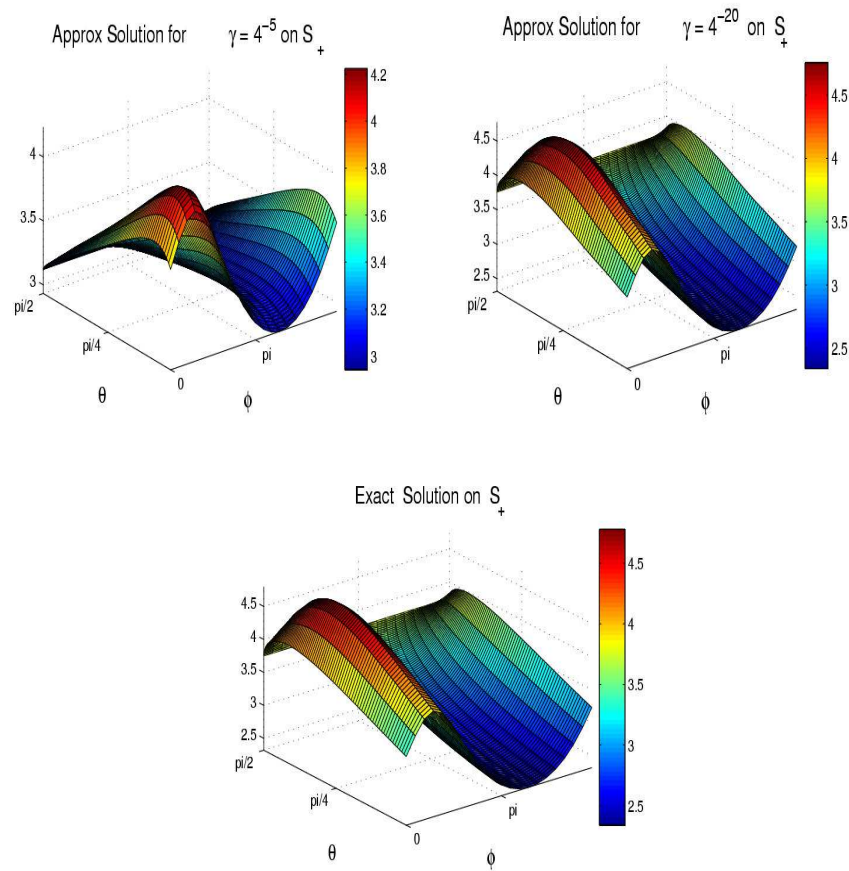 Approx Solution for γ = 4⁻⁵ on S₊
4
3.5
3
pi/2
pi/4
0
pi
θ
ϕ
4.2
4
3.8
3.6
3.4
3.2
3
Approx Solution for γ = 4⁻²⁰ on S₊
4.5
4
3.5
3
2.5
pi/2
pi/4
0
pi
θ
ϕ
4.5
4
3.5
3
2.5
Exact Solution on S₊
4.5
4
3.5
3
2.5
pi/2
pi/4
0
pi
θ
ϕ
4.5
4
3.5
3
2.5